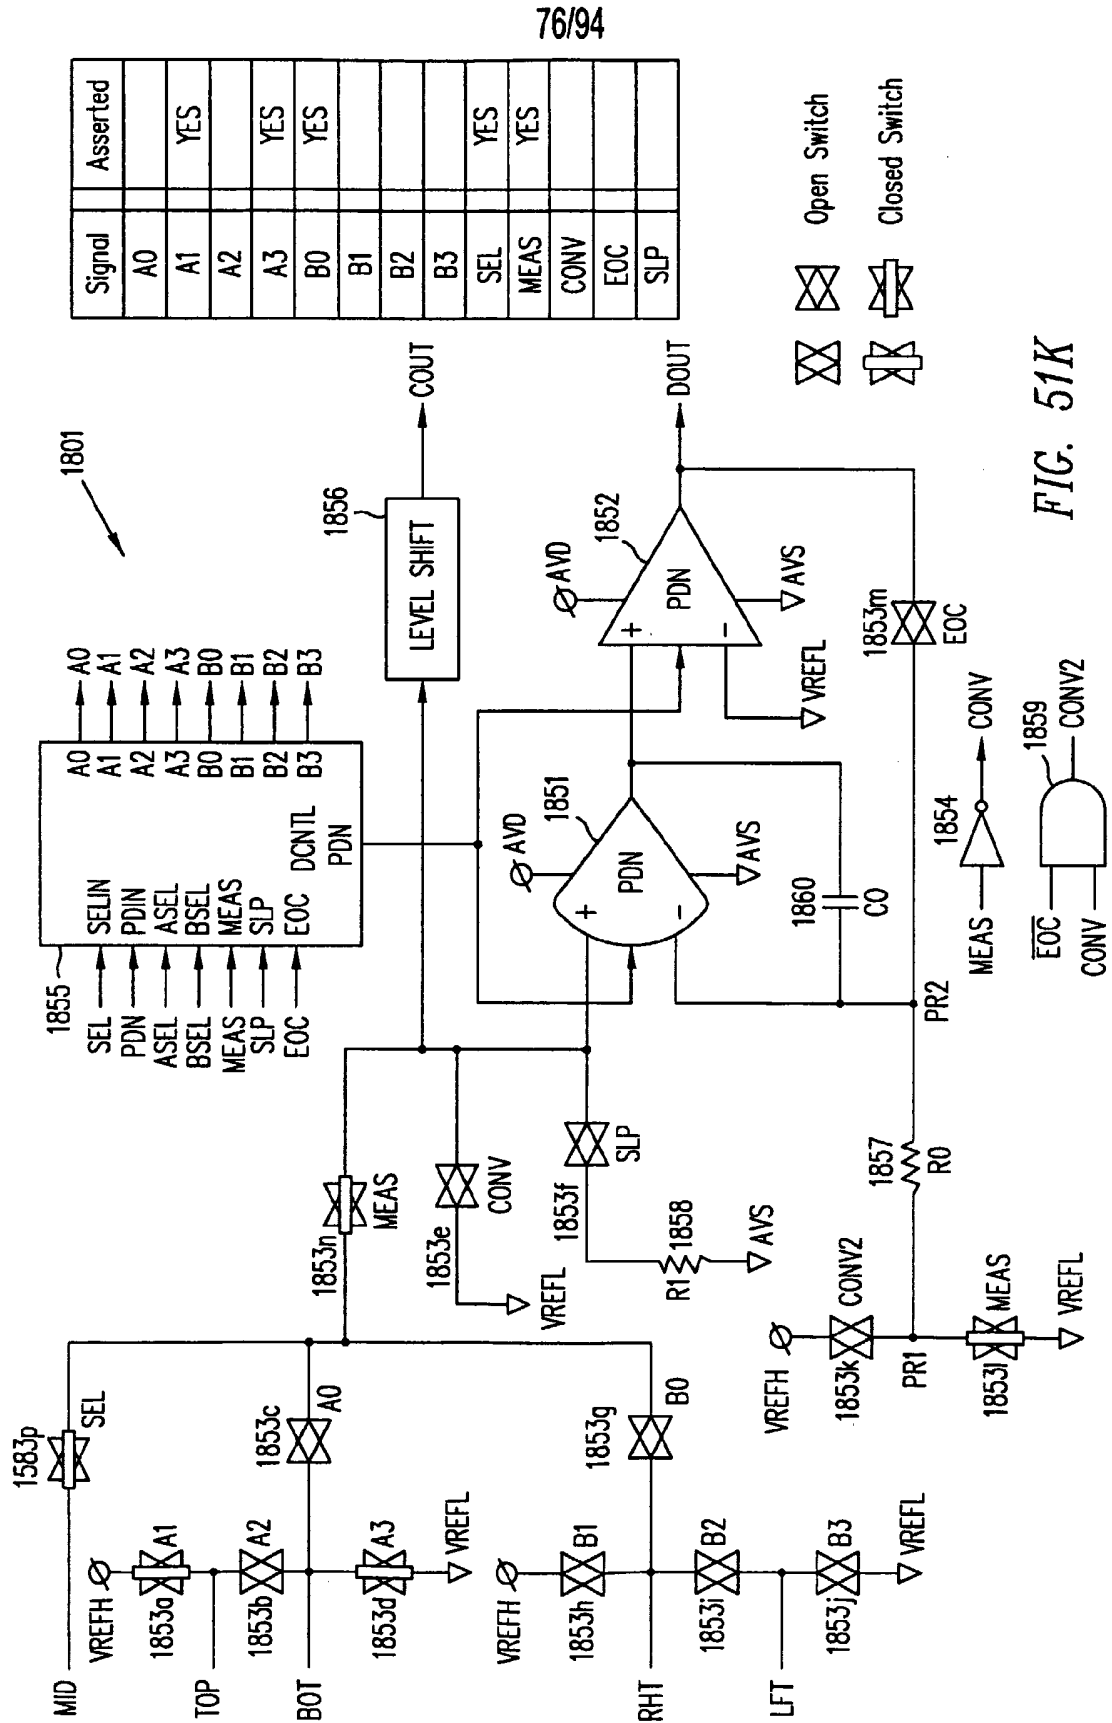 76/94
Signal Asserted
A0
A1 YES
A2
A3 YES
B0 YES
B1
B2
B3
SEL YES
MEAS YES
CONV
EOC
SLP
Open Switch
Closed Switch
1801
1855
SEL SELIN
PDN PDIN
ASEL ASEL
BSEL BSEL
MEAS MEAS
SLP SLP
EOC EOC
DCNTL
PDN
A0 A0
A1 A1
A2 A2
A3 A3
B0 B0
B1 B1
B2 B2
B3 B3
1856
LEVEL SHIFT
COUT
MID
1583p
SEL
VREFH
1853a
A1
TOP
1853b
A2
BOT
1853c
A0
1853d
A3
VREFL
VREFH
1853h
B1
RHT
1853g
B0
1853i
B2
LFT
1853j
B3
VREFL
1853n
MEAS
1853e
CONV
VREFL
1853f
SLP
R1
1858
AVS
AVD
1851
+
PDN
−
AVS
AVD
1852
+
PDN
−
AVS
VREFL
DOUT
1860
C0
VREFH
1853k
CONV2
PR1
1853l
MEAS
VREFL
1857
R0
PR2
1853m
EOC
MEAS
1854
CONV
E̅O̅C̅
CONV
1859
CONV2
FIG. 51K